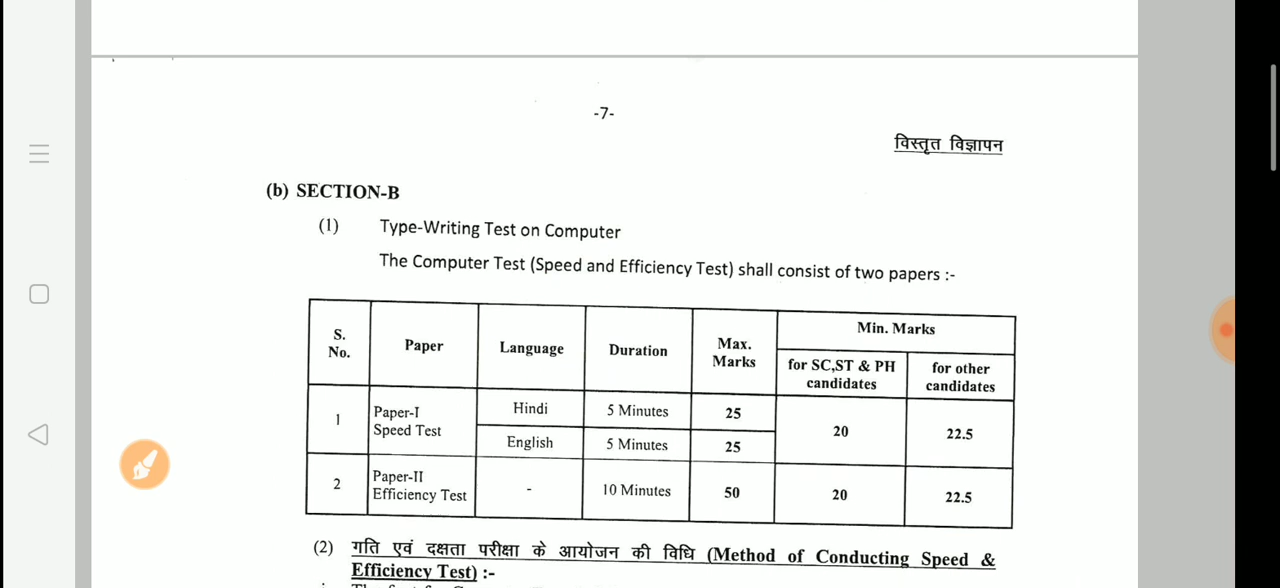 -7-
विस्तृत विज्ञापन
(b) SECTION-B
(1) Type-Writing Test on Computer
The Computer Test (Speed and Efficiency Test) shall consist of two papers :-
S. No. Paper Language Duration Max. Marks Min. Marks
for SC,ST & PH candidates for other candidates
1 Paper-I Speed Test Hindi 5 Minutes 25 20 22.5
English 5 Minutes 25
2 Paper-II Efficiency Test - 10 Minutes 50 20 22.5
(2) गति एवं दक्षता परीक्षा के आयोजन की विधि (Method of Conducting Speed &
Efficiency Test) :-